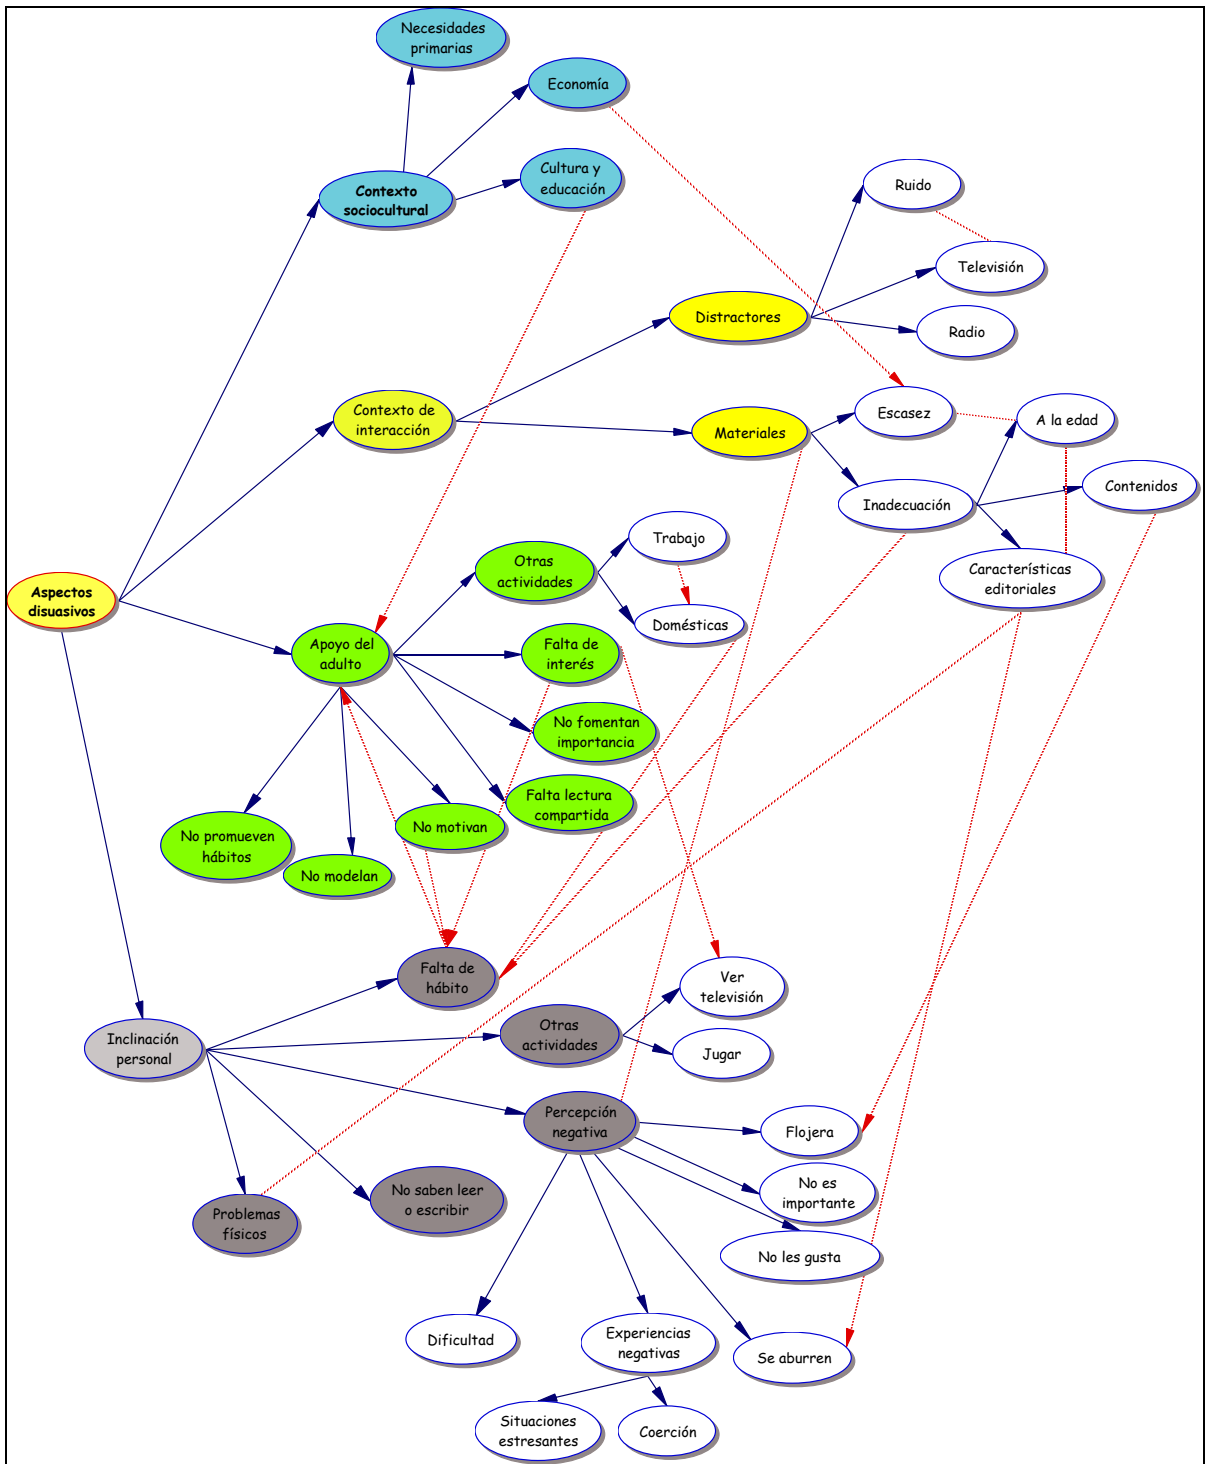 Necesidades
primarias
Economía
Cultura y
educación
Contexto
sociocultural
Ruido
Televisión
Distractores
Radio
Contexto de
interacción
Escasez
A la edad
Materiales
Inadecuación
Contenidos
Características
editoriales
Trabajo
Otras
actividades
Domésticas
Aspectos
disuasivos
Apoyo del
adulto
Falta de
interés
No fomentan
importancia
Falta lectura
compartida
No motivan
No promueven
hábitos
No modelan
Falta de
hábito
Ver
televisión
Otras
actividades
Jugar
Inclinación
personal
Percepción
negativa
Flojera
No es
importante
No saben leer
o escribir
Problemas
físicos
No les gusta
Dificultad
Experiencias
negativas
Se aburren
Situaciones
estresantes
Coerción